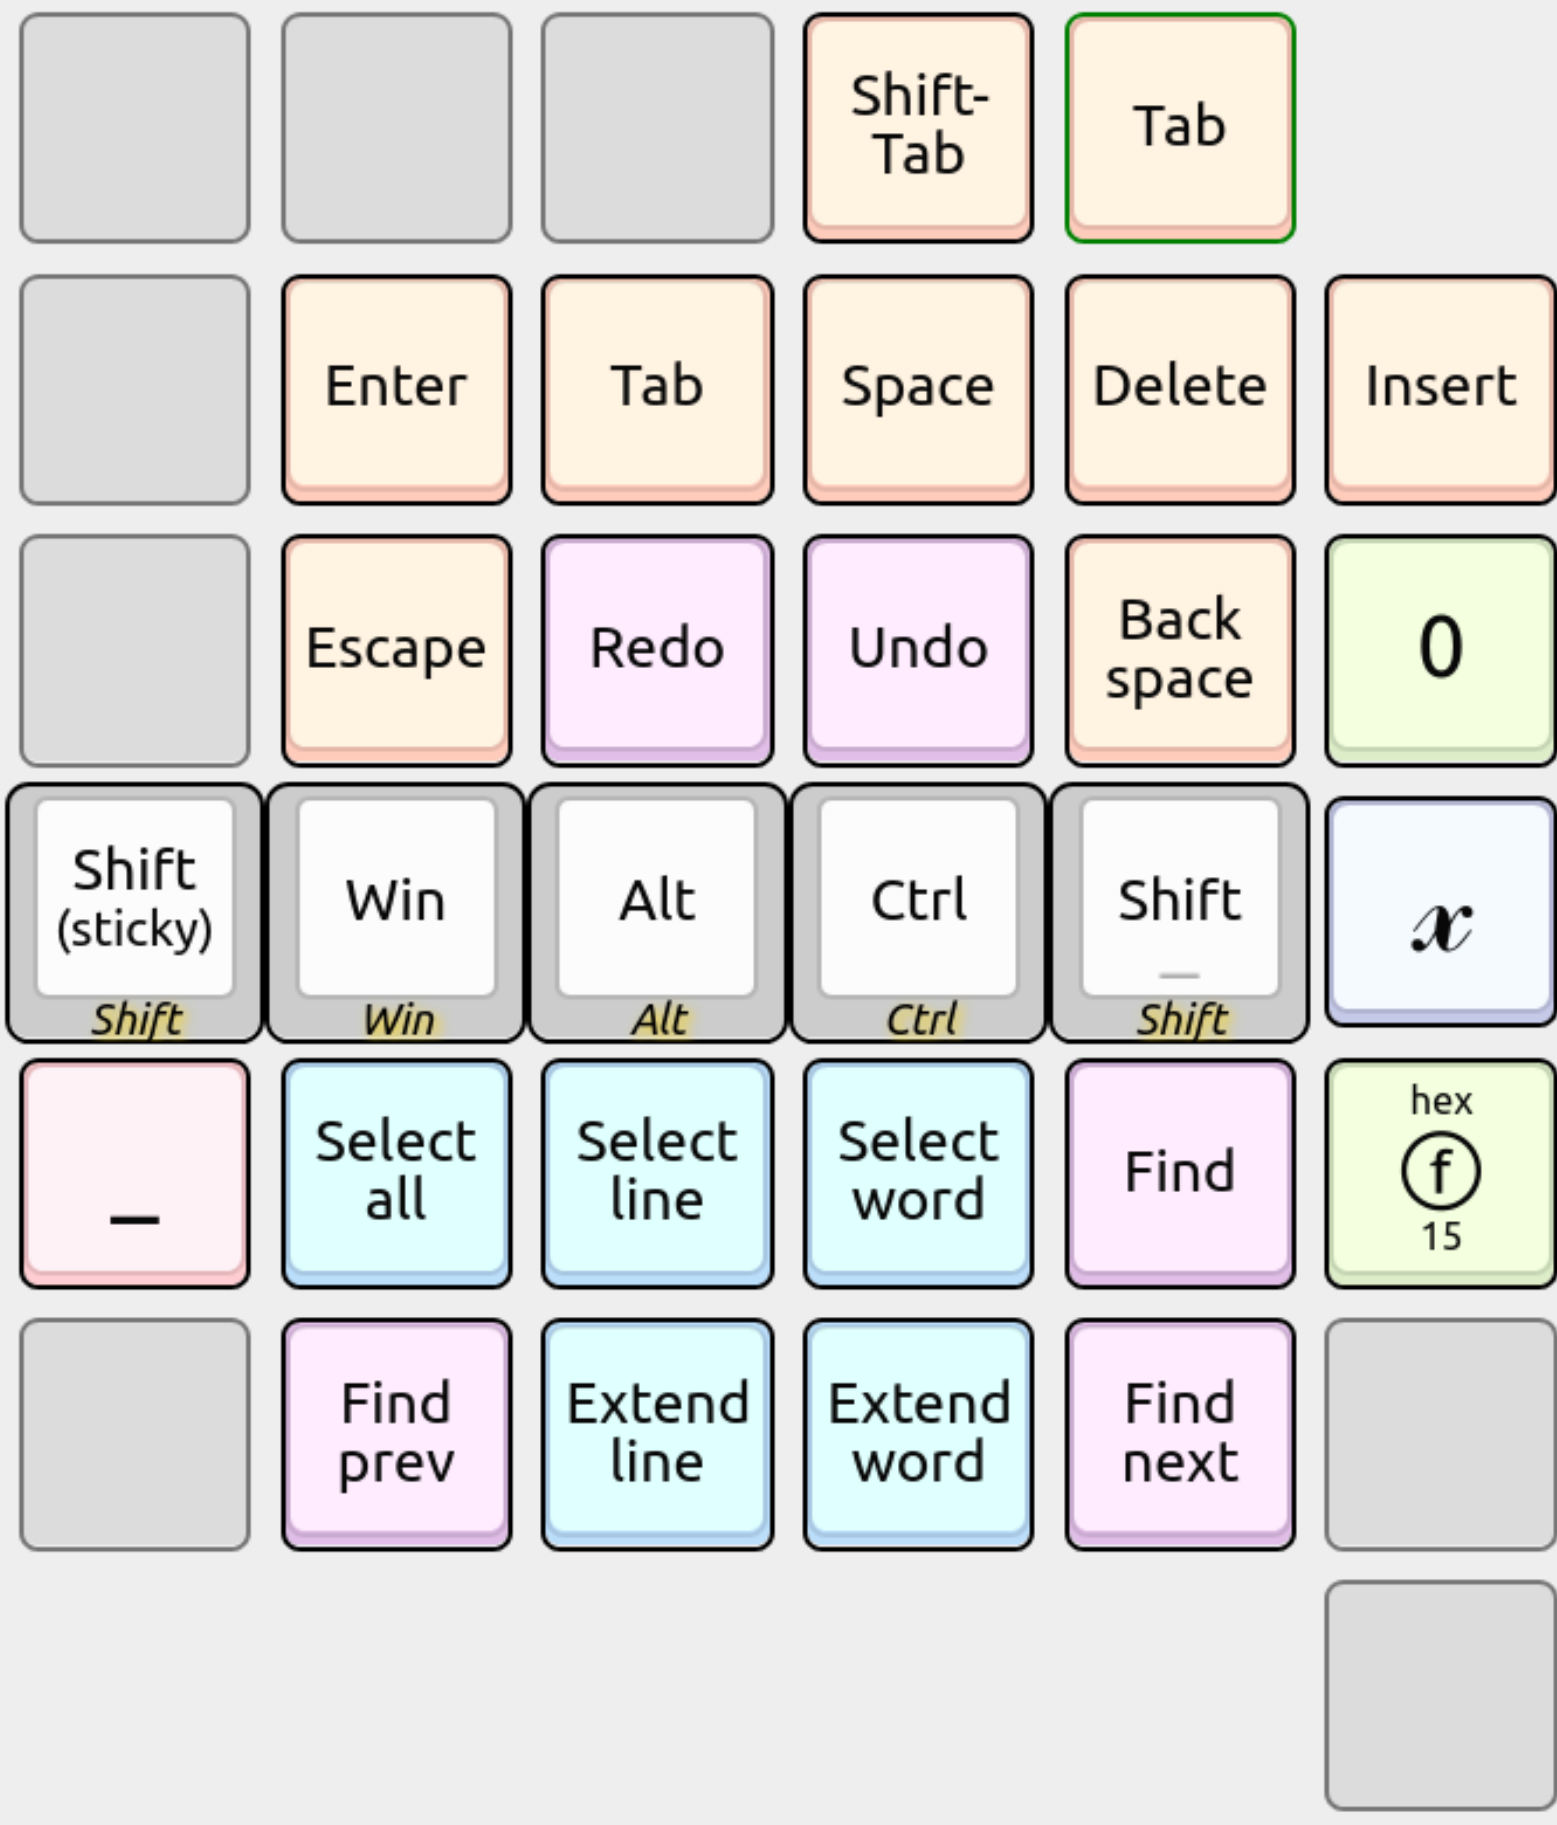 Shift-
Tab
Tab
Enter
Tab
Space
Delete
Insert
Escape
Redo
Undo
Back
space
0
Shift
(sticky)
Shift
Win
Win
Alt
Alt
Ctrl
Ctrl
Shift
_
Shift
x
_
Select
all
Select
line
Select
word
Find
hex
f
15
Find
prev
Extend
line
Extend
word
Find
next